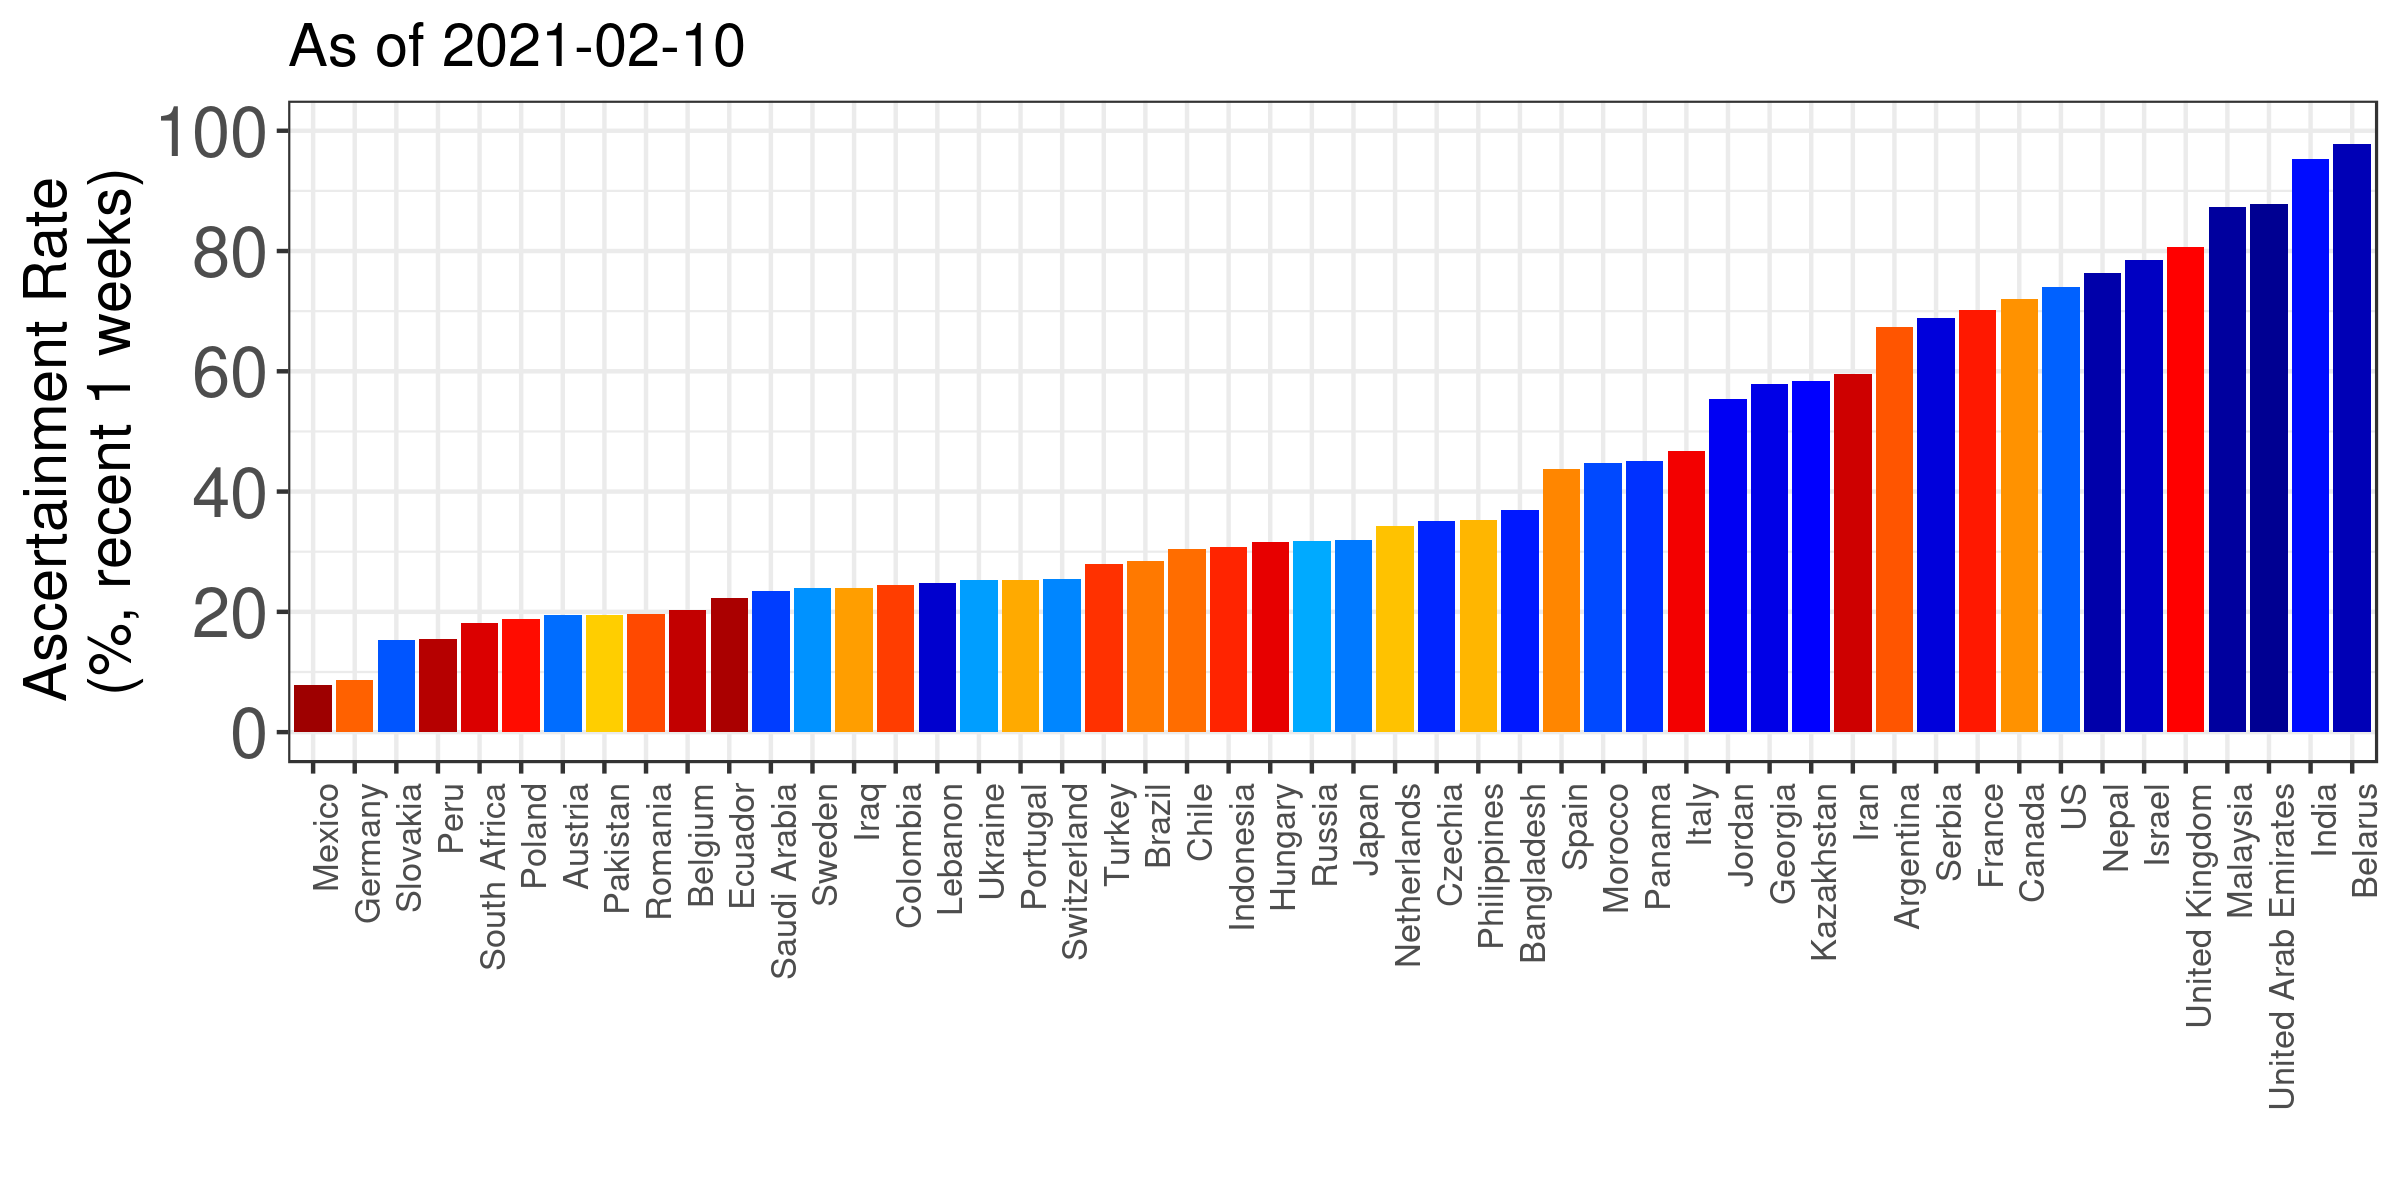 As of 2021-02-10
Ascertainment Rate
(%, recent 1 weeks)
100
80
60
40
20
0
Mexico
Germany
Slovakia
Peru
South Africa
Poland
Austria
Pakistan
Romania
Belgium
Ecuador
Saudi Arabia
Sweden
Iraq
Colombia
Lebanon
Ukraine
Portugal
Switzerland
Turkey
Brazil
Chile
Indonesia
Hungary
Russia
Japan
Netherlands
Czechia
Philippines
Bangladesh
Spain
Morocco
Panama
Italy
Jordan
Georgia
Kazakhstan
Iran
Argentina
Serbia
France
Canada
US
Nepal
Israel
United Kingdom
Malaysia
United Arab Emirates
India
Belarus